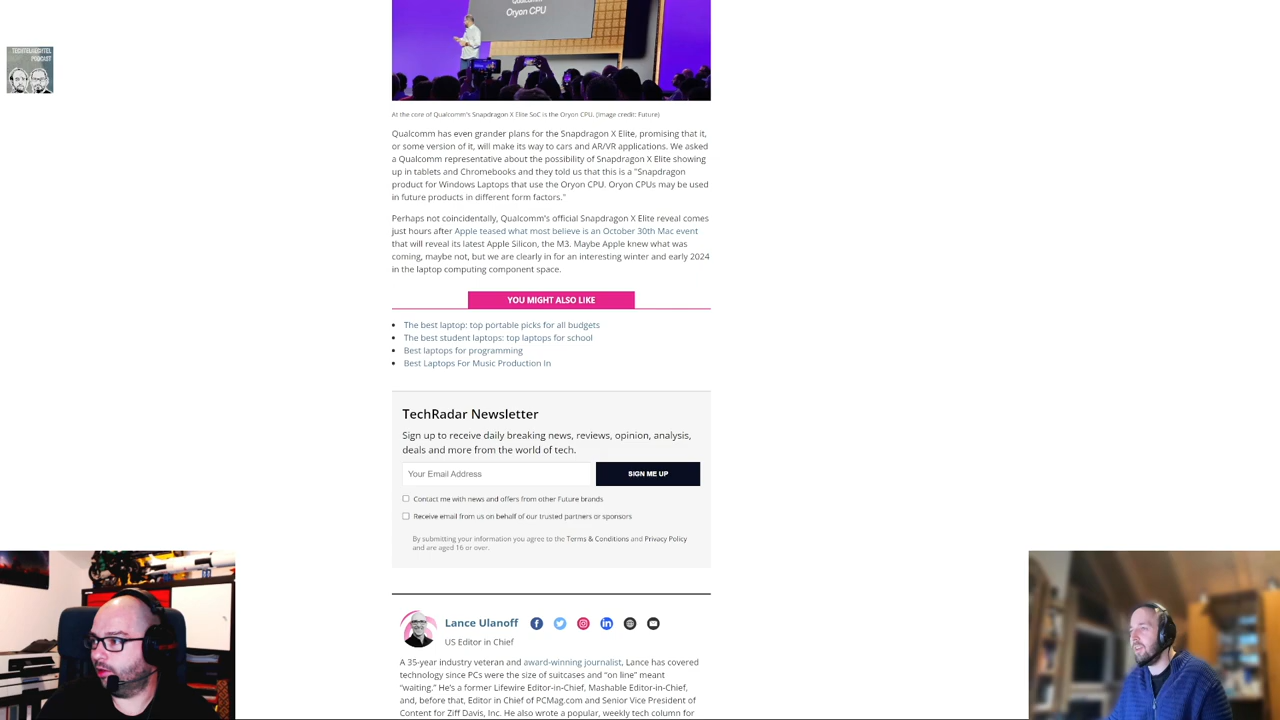 Oryon CPU
TECHTELMECHTEL
PODCAST
At the core of Qualcomm's Snapdragon X Elite SoC is the Oryon CPU. (Image credit: Future)
Qualcomm has even grander plans for the Snapdragon X Elite, promising that it,
or some version of it, will make its way to cars and AR/VR applications. We asked
a Qualcomm representative about the possibility of Snapdragon X Elite showing
up in tablets and Chromebooks and they told us that this is a "Snapdragon
product for Windows Laptops that use the Oryon CPU. Oryon CPUs may be used
in future products in different form factors."
Perhaps not coincidentally, Qualcomm's official Snapdragon X Elite reveal comes
just hours after Apple teased what most believe is an October 30th Mac event
that will reveal its latest Apple Silicon, the M3. Maybe Apple knew what was
coming, maybe not, but we are clearly in for an interesting winter and early 2024
in the laptop computing component space.
YOU MIGHT ALSO LIKE
The best laptop: top portable picks for all budgets
The best student laptops: top laptops for school
Best laptops for programming
Best Laptops For Music Production In
TechRadar Newsletter
Sign up to receive daily breaking news, reviews, opinion, analysis,
deals and more from the world of tech.
Your Email Address
SIGN ME UP
Contact me with news and offers from other Future brands
Receive email from us on behalf of our trusted partners or sponsors
By submitting your information you agree to the Terms & Conditions and Privacy Policy
and are aged 16 or over.
Lance Ulanoff
US Editor in Chief
A 35-year industry veteran and award-winning journalist, Lance has covered
technology since PCs were the size of suitcases and "on line" meant
"waiting." He's a former Lifewire Editor-in-Chief, Mashable Editor-in-Chief,
and, before that, Editor in Chief of PCMag.com and Senior Vice President of
Content for Ziff Davis, Inc. He also wrote a popular, weekly tech column for